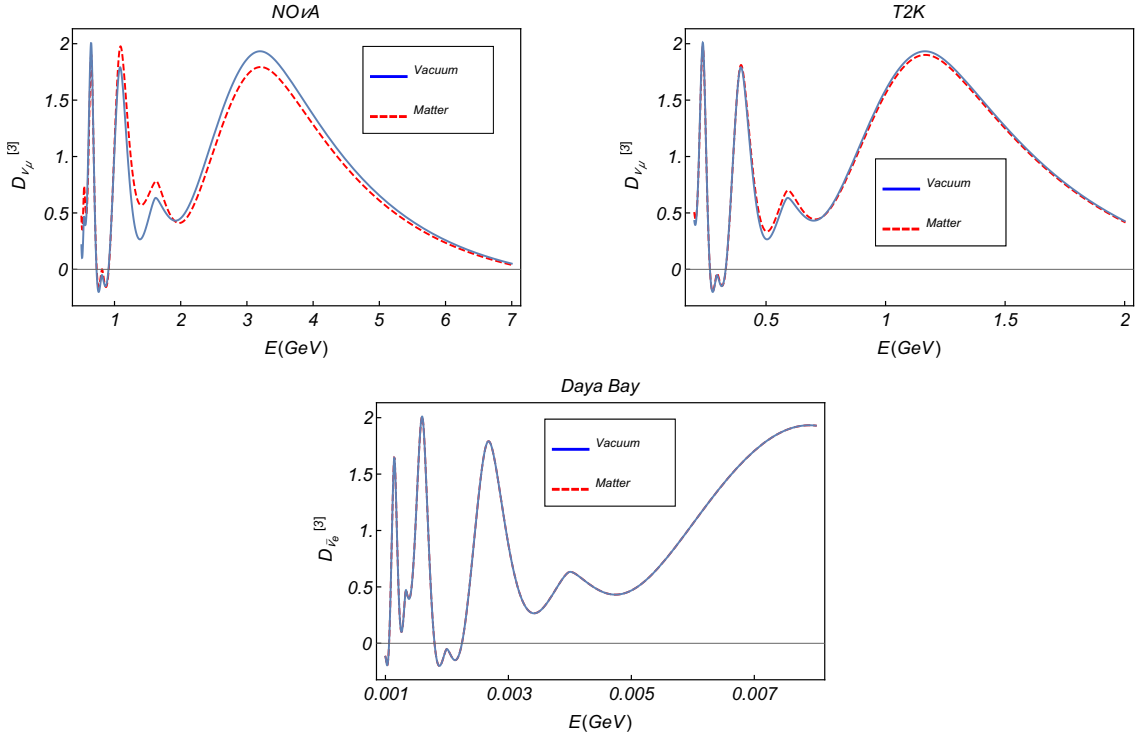 NOνA
2
1.5
1.
0.5
0
D_{ν_μ}^{[3]}
Vacuum
Matter
1 2 3 4 5 6 7
E(GeV)
T2K
2
1.5
1.
0.5
0
D_{ν_μ}^{[3]}
Vacuum
Matter
0.5 1 1.5 2
E(GeV)
Daya Bay
2
1.5
1.
0.5
0
D_{ν̄_e}^{[3]}
Vacuum
Matter
0.001 0.003 0.005 0.007
E(GeV)